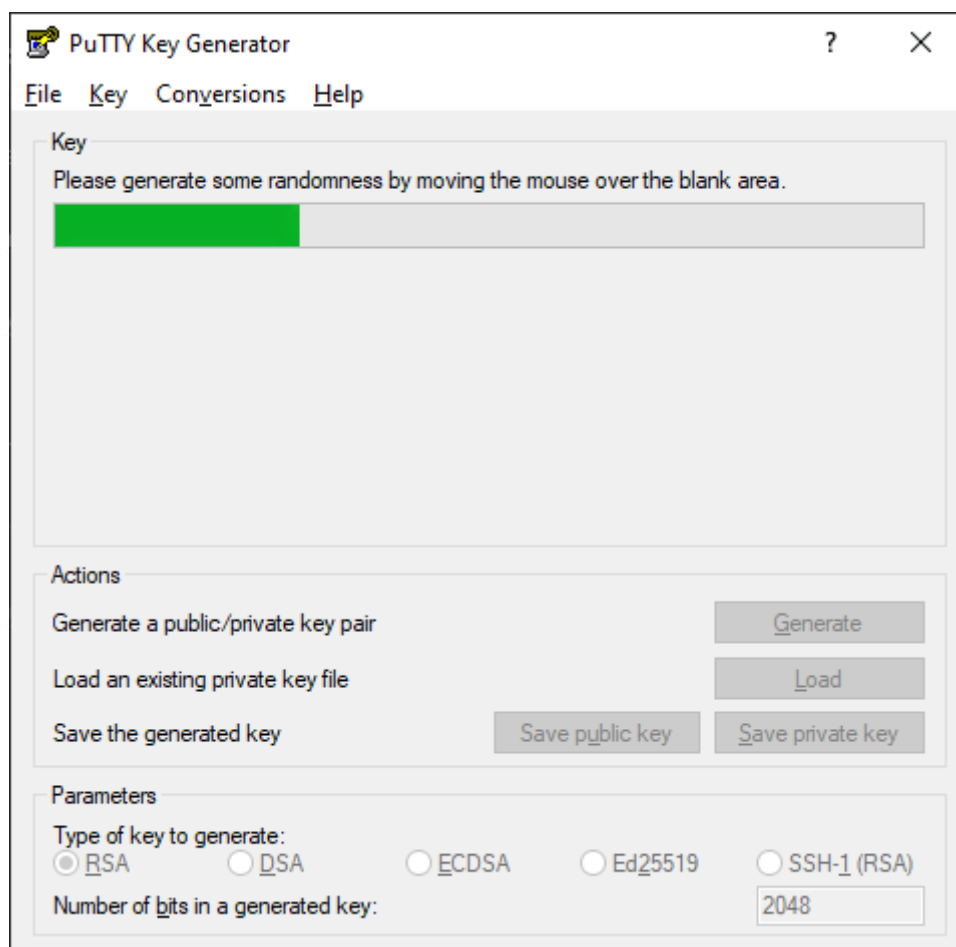 PuTTY Key Generator ?
File Key Conversions Help
Key
Please generate some randomness by moving the mouse over the blank area.
Actions
Generate a public/private key pair Generate
Load an existing private key file Load
Save the generated key Save public key Save private key
Parameters
Type of key to generate:
RSA DSA ECDSA Ed25519 SSH-1 (RSA)
Number of bits in a generated key: 2048